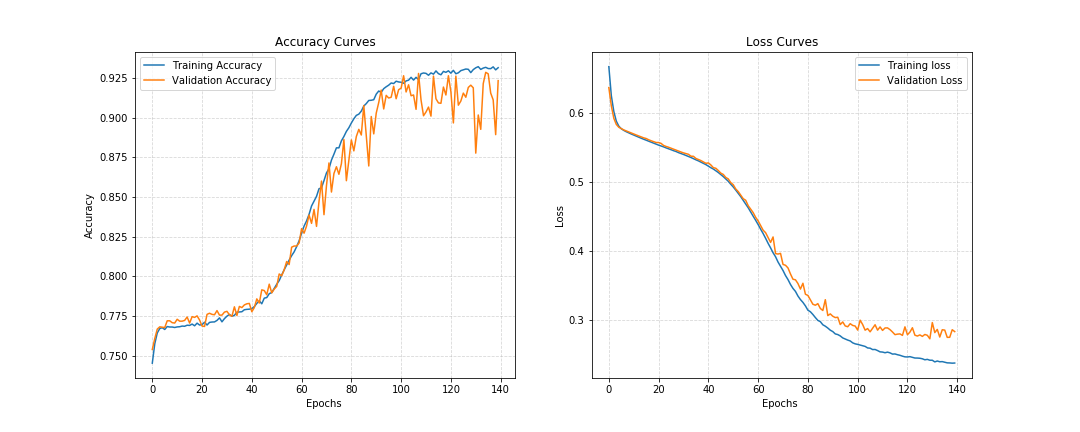 Accuracy Curves
Training Accuracy
Validation Accuracy
0.925
0.900
0.875
0.850
0.825
0.800
0.775
0.750
Accuracy
0 20 40 60 80 100 120 140
Epochs
Loss Curves
Training loss
Validation Loss
0.6
0.5
0.4
0.3
Loss
0 20 40 60 80 100 120 140
Epochs